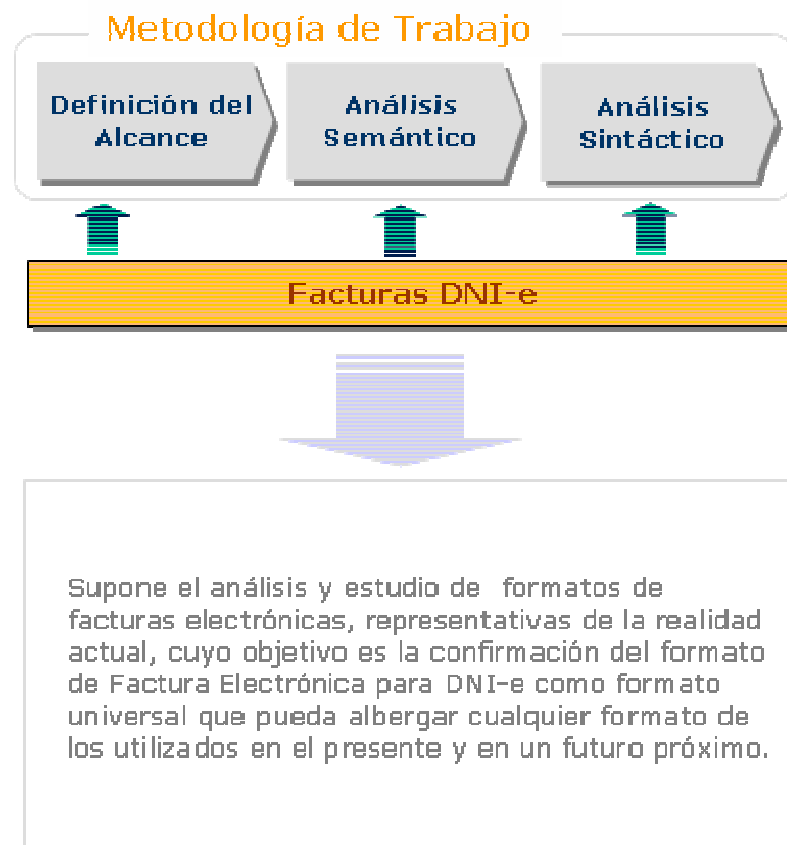 Metodología de Trabajo
Definición del
Alcance
Análisis
Semántico
Análisis
Sintáctico
Facturas DNI-e
Supone el análisis y estudio de formatos de
facturas electrónicas, representativas de la realidad
actual, cuyo objetivo es la confirmación del formato
de Factura Electrónica para DNI-e como formato
universal que pueda albergar cualquier formato de
los utilizados en el presente y en un futuro próximo.